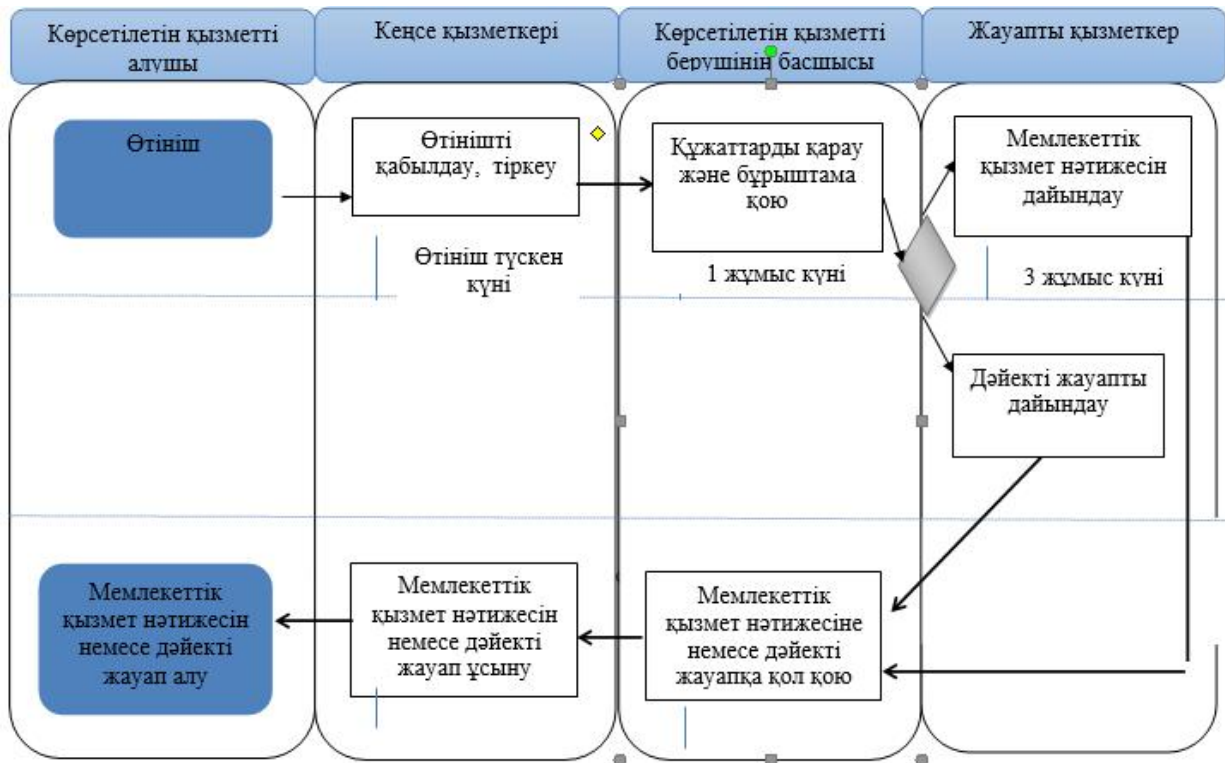 Көрсетілетін қызметті
алушы
Кеңсе қызметкері
Көрсетілетін қызметті
берушінің басшысы
Жауапты қызметкер
Өтініш
Өтінішті
қабылдау, тіркеу
Құжаттарды қарау
және бұрыштама
қою
Мемлекеттік
қызмет нәтижесін
дайындау
Өтініш түскен
күні
1 жұмыс күні
3 жұмыс күні
Дәйекті жауапты
дайындау
Мемлекеттік
қызмет нәтижесін
немесе дәйекті
жауап алу
Мемлекеттік
қызмет нәтижесін
немесе дәйекті
жауап ұсыну
Мемлекеттік
қызмет нәтижесіне
немесе дәйекті
жауапқа қол қою